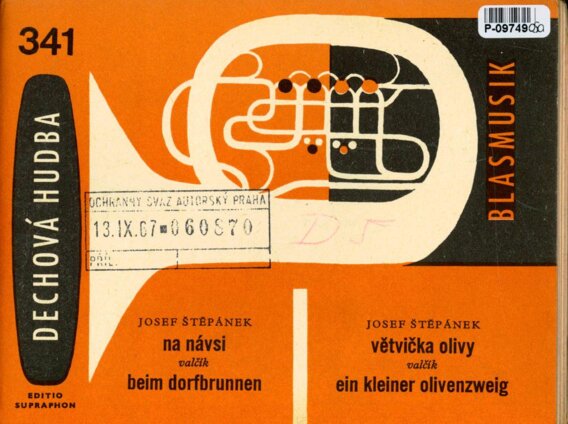 341
P-09749
DECHOVÁ HUDBA
BLASMUSIK
OCHRANNÝ SVAZ AUTORSKÝ PRAHA
13.IX.67 060870
PŘÍL.
D5
JOSEF ŠTĚPÁNEK
na návsi
valčík
beim dorfbrunnen
JOSEF ŠTĚPÁNEK
větvička olivy
valčík
ein kleiner olivenzweig
EDITIO
SUPRAPHON